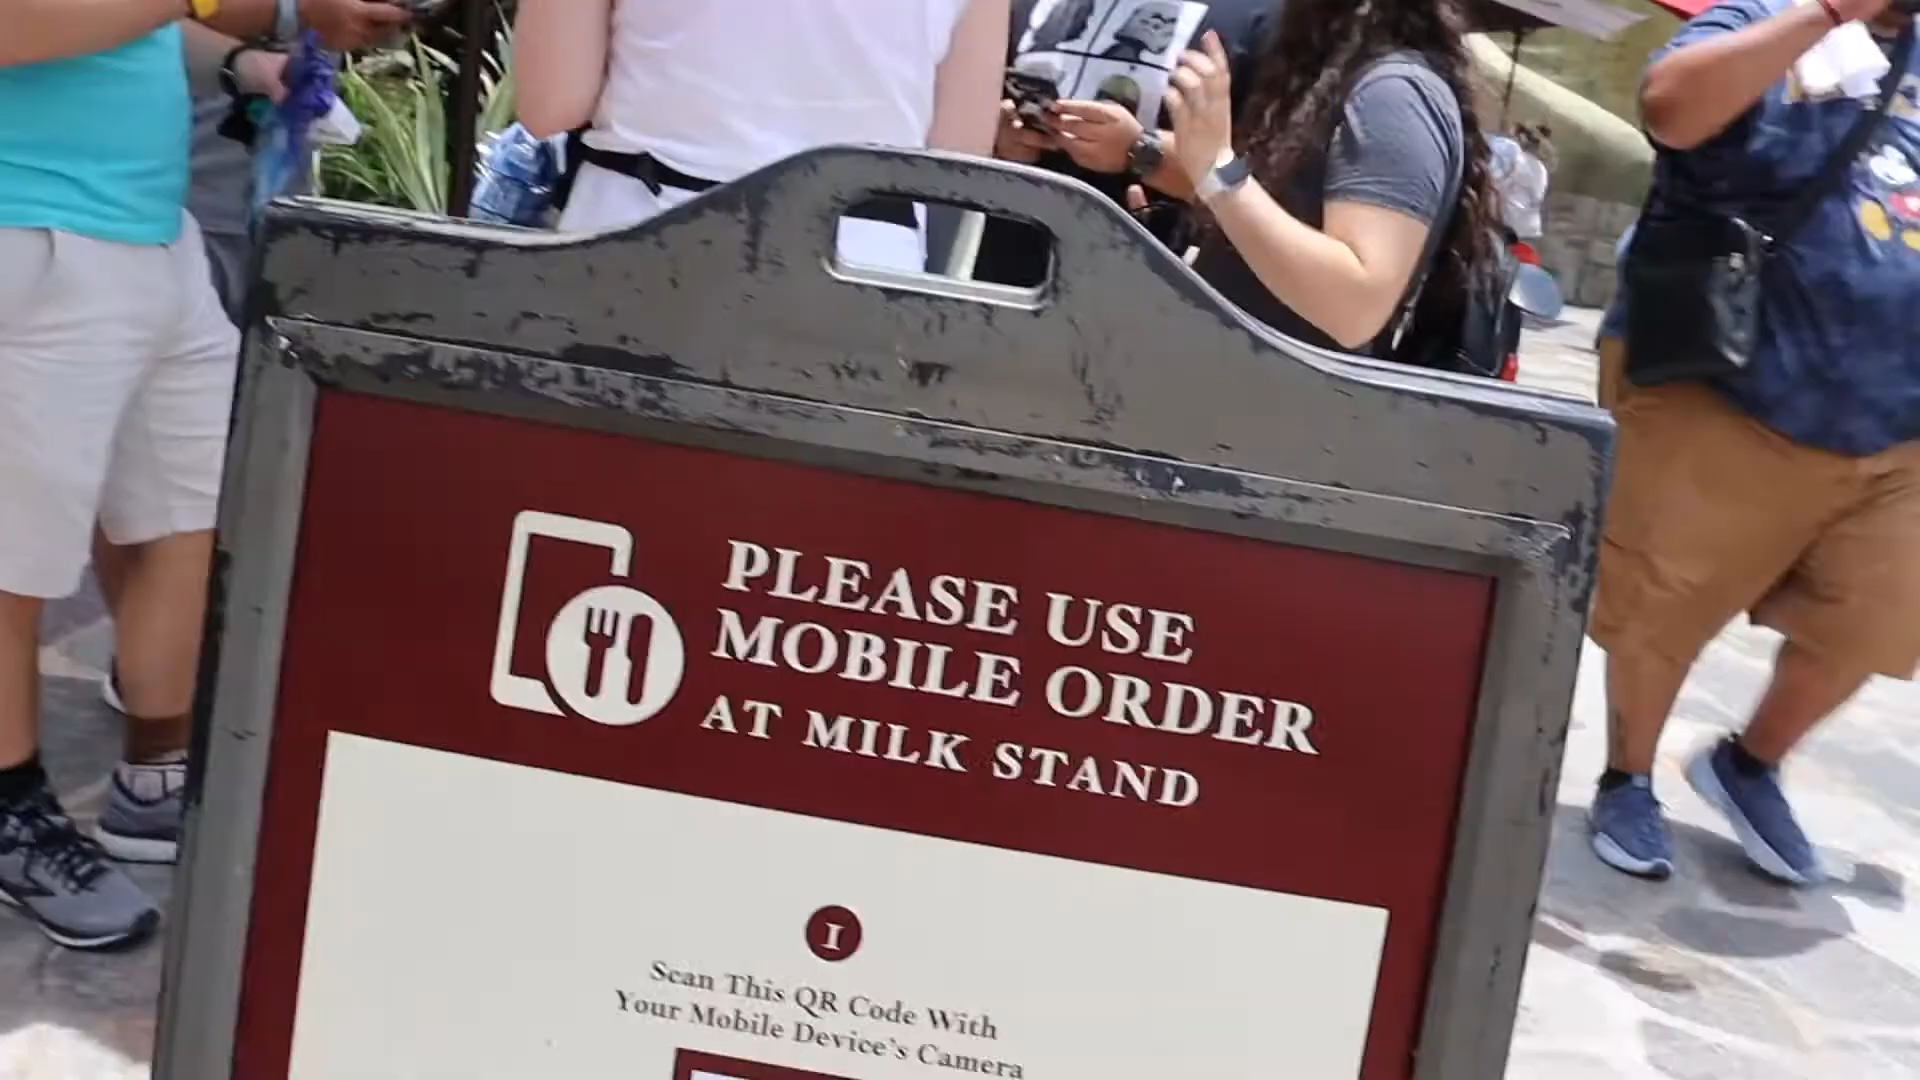 PLEASE USE
MOBILE ORDER
AT MILK STAND
1
Scan This QR Code With
Your Mobile Device's Camera